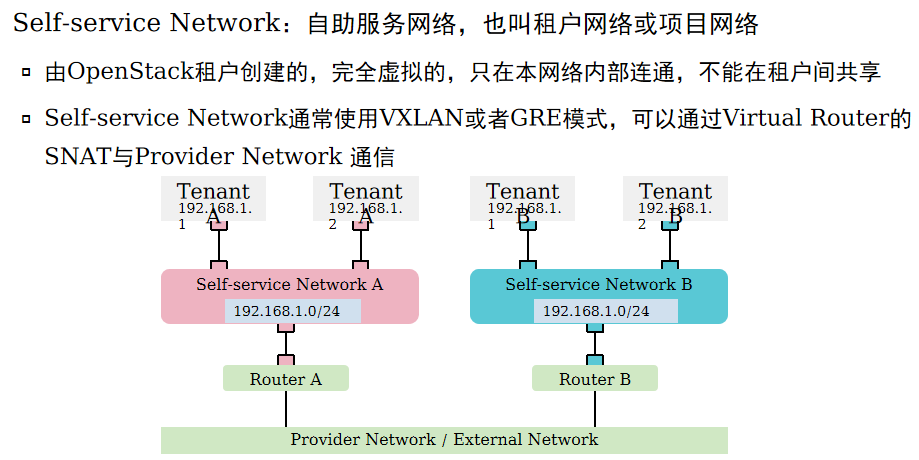 Self-service Network：自助服务网络，也叫租户网络或项目网络
由OpenStack租户创建的，完全虚拟的，只在本网络内部连通，不能在租户间共享
Self-service Network通常使用VXLAN或者GRE模式，可以通过Virtual Router的
SNAT与Provider Network 通信
Tenant A
192.168.1.1
Tenant A
192.168.1.2
Tenant B
192.168.1.1
Tenant B
192.168.1.2
Self-service Network A
192.168.1.0/24
Self-service Network B
192.168.1.0/24
Router A
Router B
Provider Network / External Network